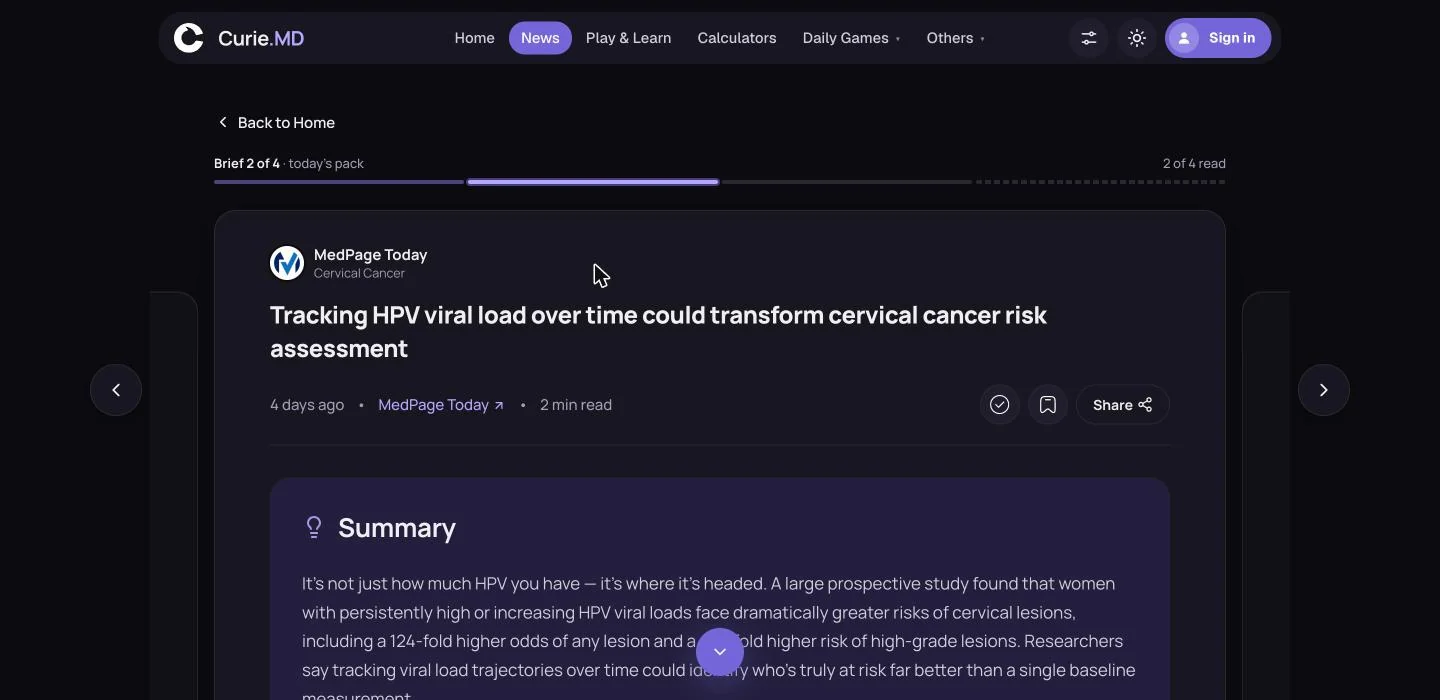 Curie.MD
Home
News
Play & Learn
Calculators
Daily Games
Others
Sign in
Back to Home
Brief 2 of 4 · today's pack
2 of 4 read
MedPage Today
Cervical Cancer
Tracking HPV viral load over time could transform cervical cancer risk
assessment
4 days ago • MedPage Today ↗ • 2 min read
Share
Summary
It's not just how much HPV you have — it's where it's headed. A large prospective study found that women
with persistently high or increasing HPV viral loads face dramatically greater risks of cervical lesions,
including a 124-fold higher odds of any lesion and a higher risk of high-grade lesions. Researchers
say tracking viral load trajectories over time could identify who's truly at risk far better than a single baseline
measurement.